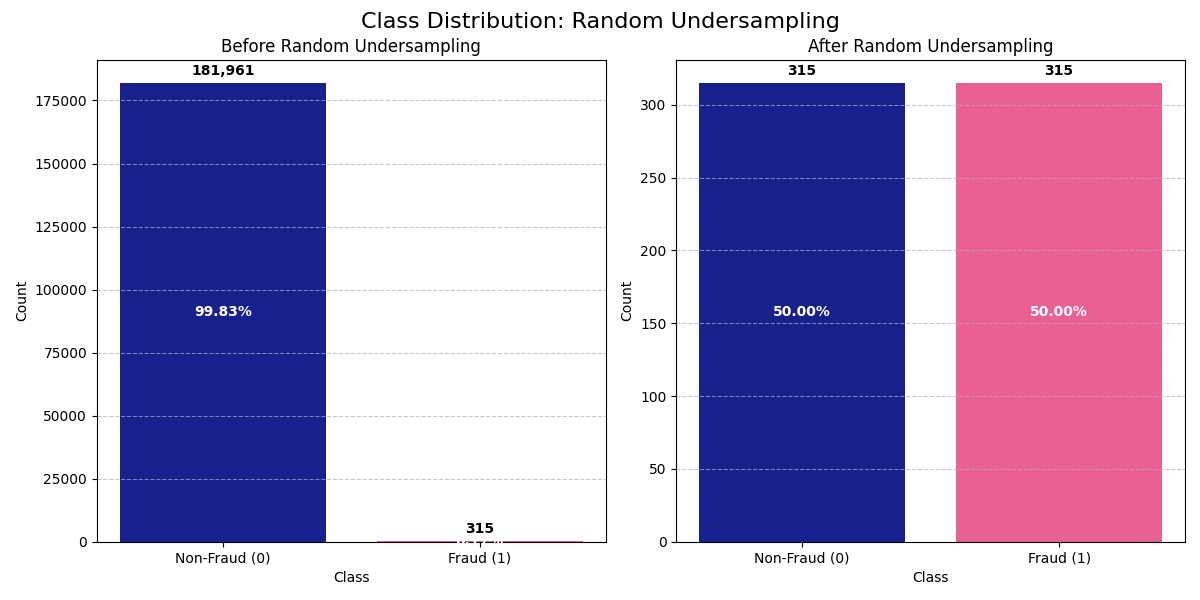 Class Distribution: Random Undersampling
Before Random Undersampling
181,961
175000
150000
125000
100000
75000
50000
25000
0
Count
99.83%
315
Non-Fraud (0)
Fraud (1)
Class
After Random Undersampling
315
315
300
250
200
150
100
50
0
Count
50.00%
50.00%
Non-Fraud (0)
Fraud (1)
Class